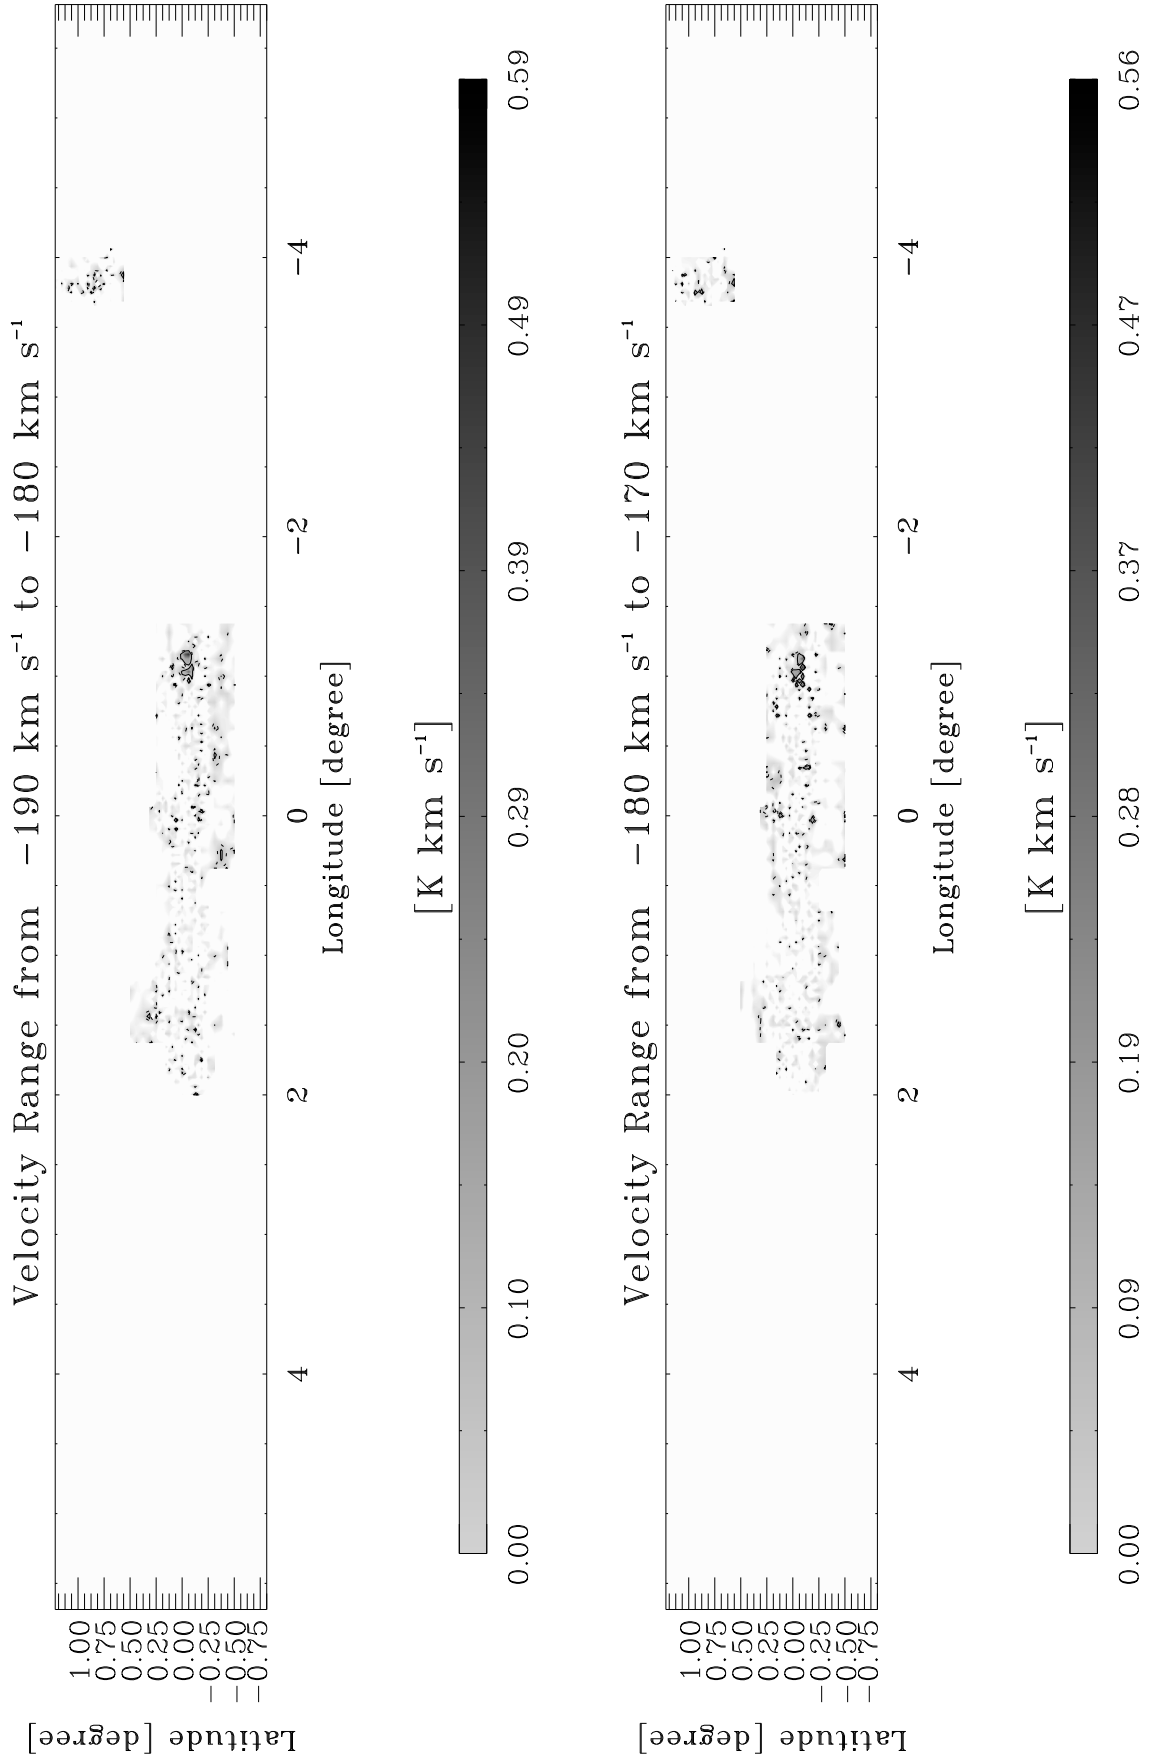 Velocity Range from −190 km s⁻¹ to −180 km s⁻¹
Latitude [degree]
1.00
0.75
0.50
0.25
0.00
−0.25
−0.50
−0.75
4 2 0 −2 −4
Longitude [degree]
[K km s⁻¹]
0.00 0.10 0.20 0.29 0.39 0.49 0.59
Velocity Range from −180 km s⁻¹ to −170 km s⁻¹
Latitude [degree]
1.00
0.75
0.50
0.25
0.00
−0.25
−0.50
−0.75
4 2 0 −2 −4
Longitude [degree]
[K km s⁻¹]
0.00 0.09 0.19 0.28 0.37 0.47 0.56